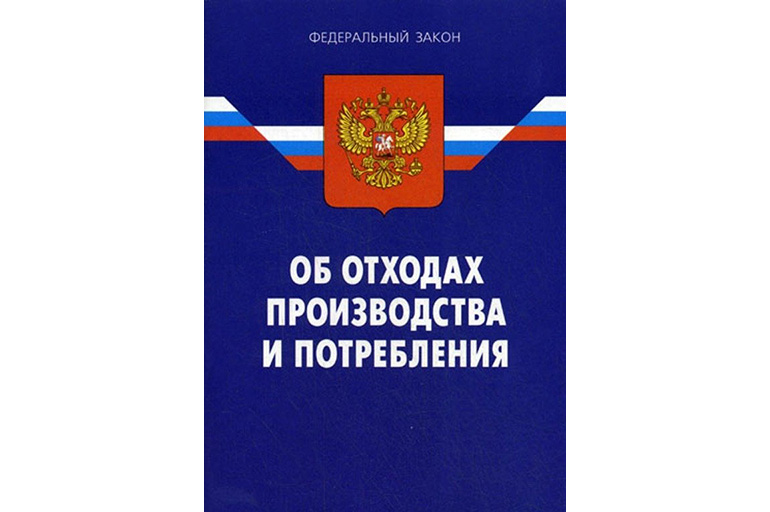 ФЕДЕРАЛЬНЫЙ ЗАКОН
ОБ ОТХОДАХ
ПРОИЗВОДСТВА
И ПОТРЕБЛЕНИЯ